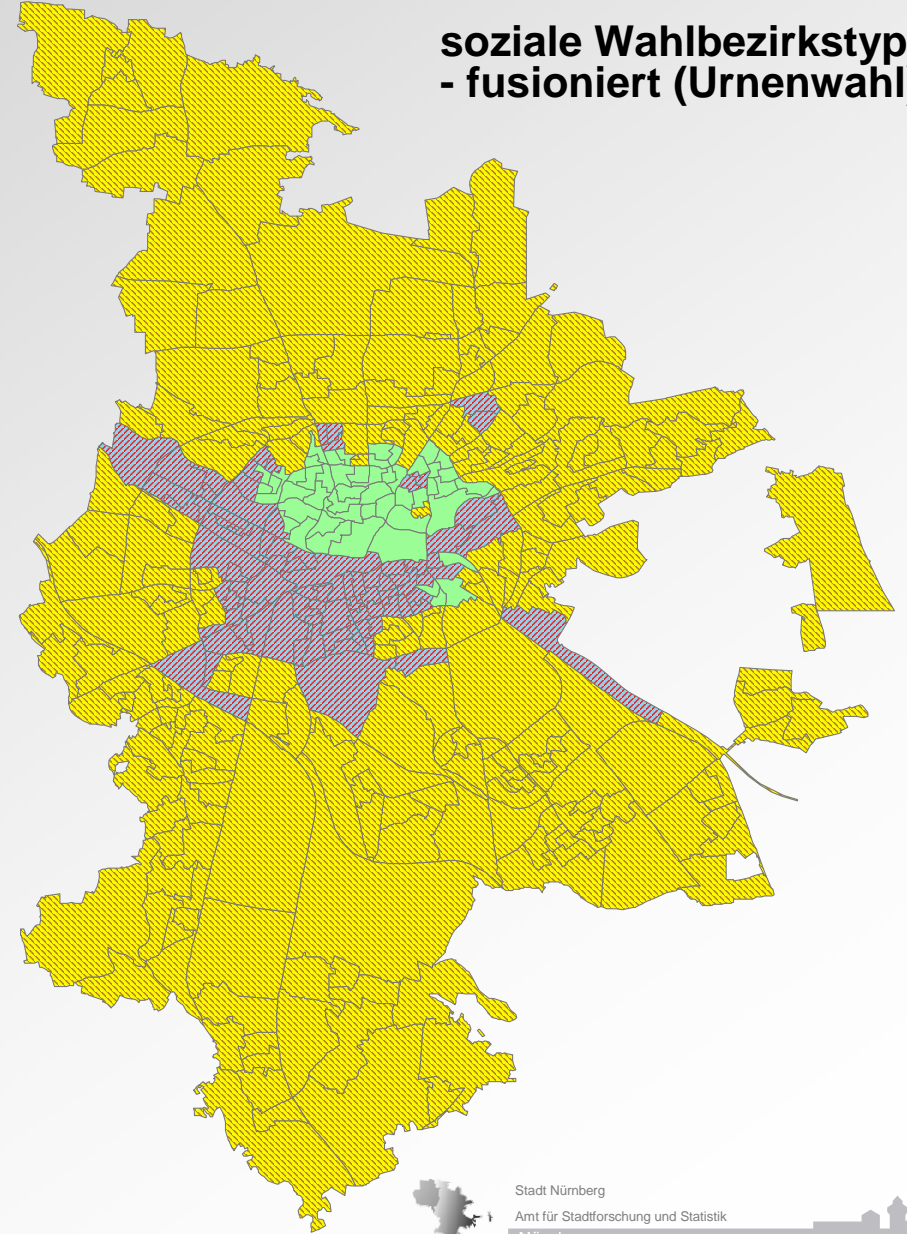 soziale Wahlbezirkstyp
- fusioniert (Urnenwahl)
Stadt Nürnberg
Amt für Stadtforschung und Statistik